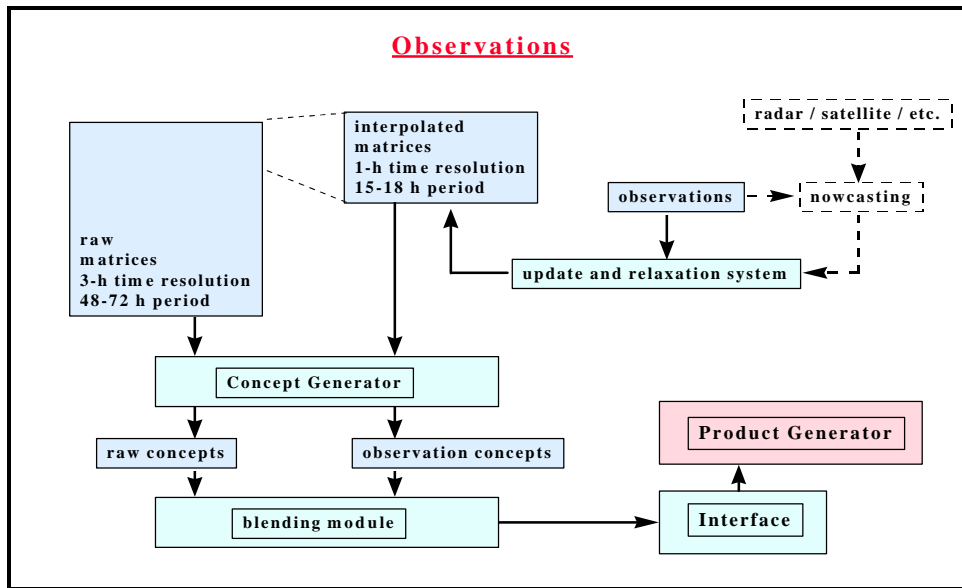 Observations
radar / satellite / etc.
interpolated
matrices
1-h time resolution
15-18 h period
observations
nowcasting
raw
matrices
3-h time resolution
48-72 h period
update and relaxation system
Concept Generator
Product Generator
raw concepts
observation concepts
blending module
Interface